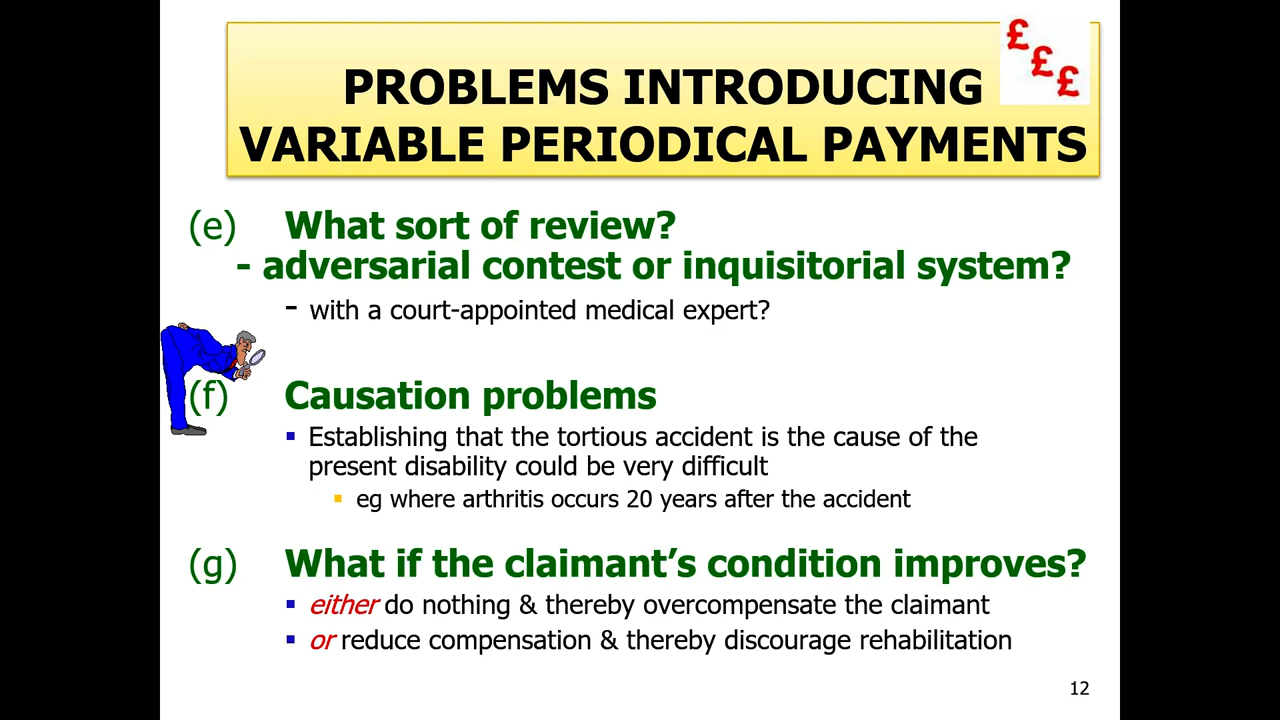 £
£
£
PROBLEMS INTRODUCING
VARIABLE PERIODICAL PAYMENTS
(e) What sort of review?
- adversarial contest or inquisitorial system?
- with a court-appointed medical expert?
(f) Causation problems
▪ Establishing that the tortious accident is the cause of the
present disability could be very difficult
▪ eg where arthritis occurs 20 years after the accident
(g) What if the claimant’s condition improves?
▪ either do nothing & thereby overcompensate the claimant
▪ or reduce compensation & thereby discourage rehabilitation
12